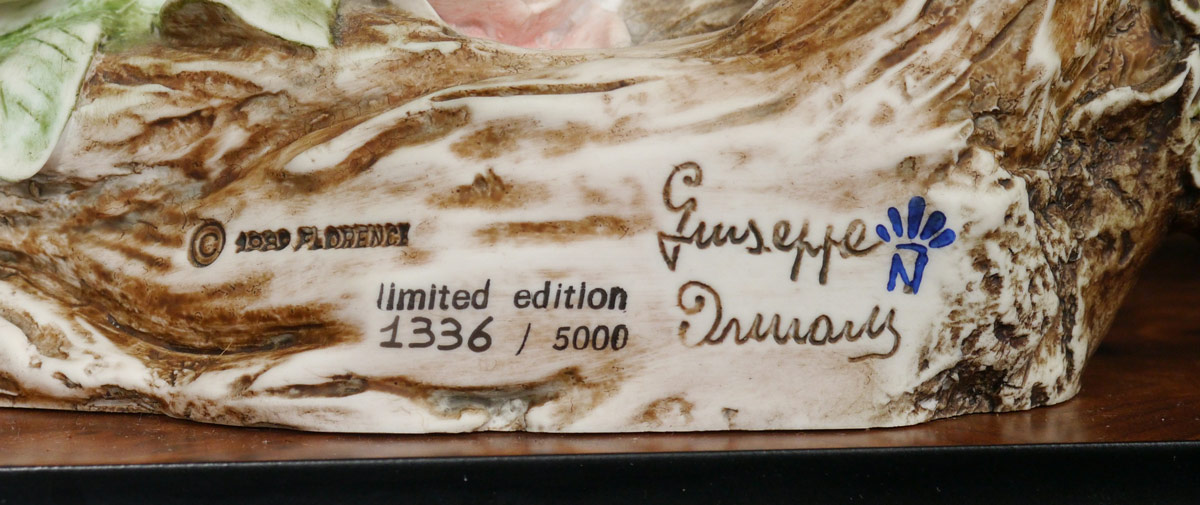 © FLORENCE
limited edition
1336 / 5000
Giuseppe
Armani
N